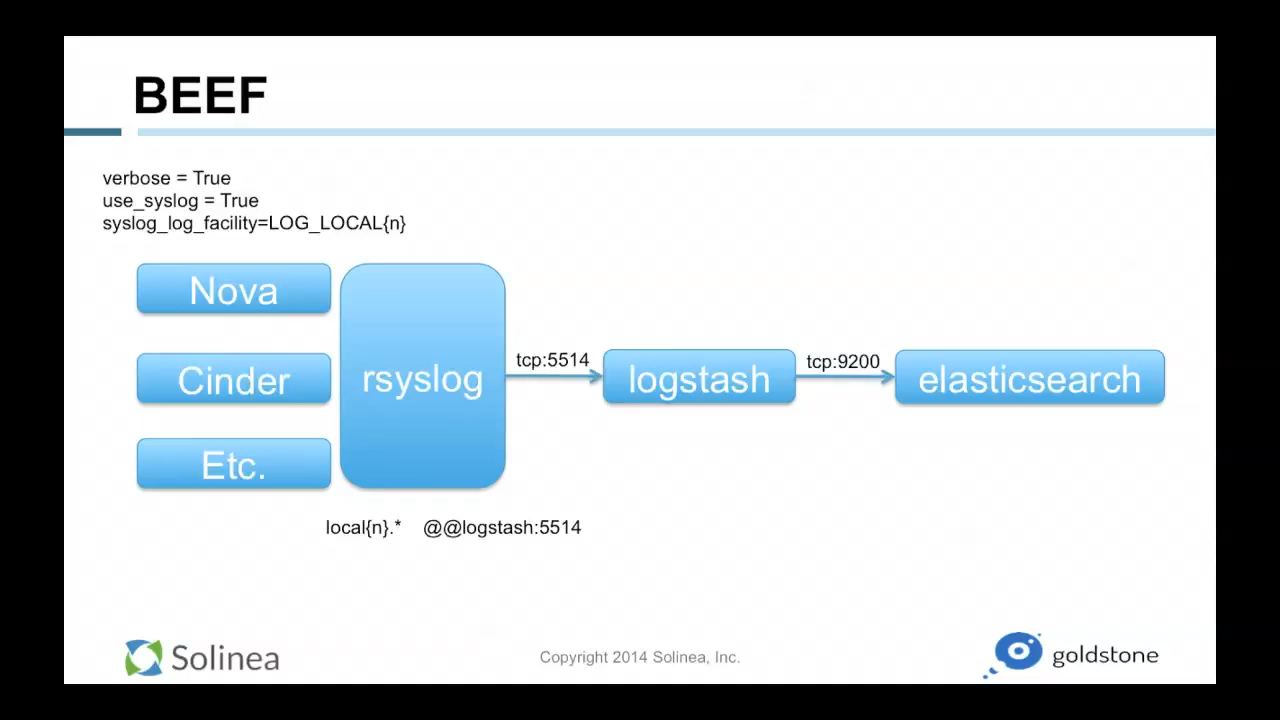 BEEF
verbose = True
use_syslog = True
syslog_log_facility=LOG_LOCAL{n}
Nova
Cinder
Etc.
rsyslog
tcp:5514
logstash
tcp:9200
elasticsearch
local{n}.* @@logstash:5514
Solinea
Copyright 2014 Solinea, Inc.
goldstone